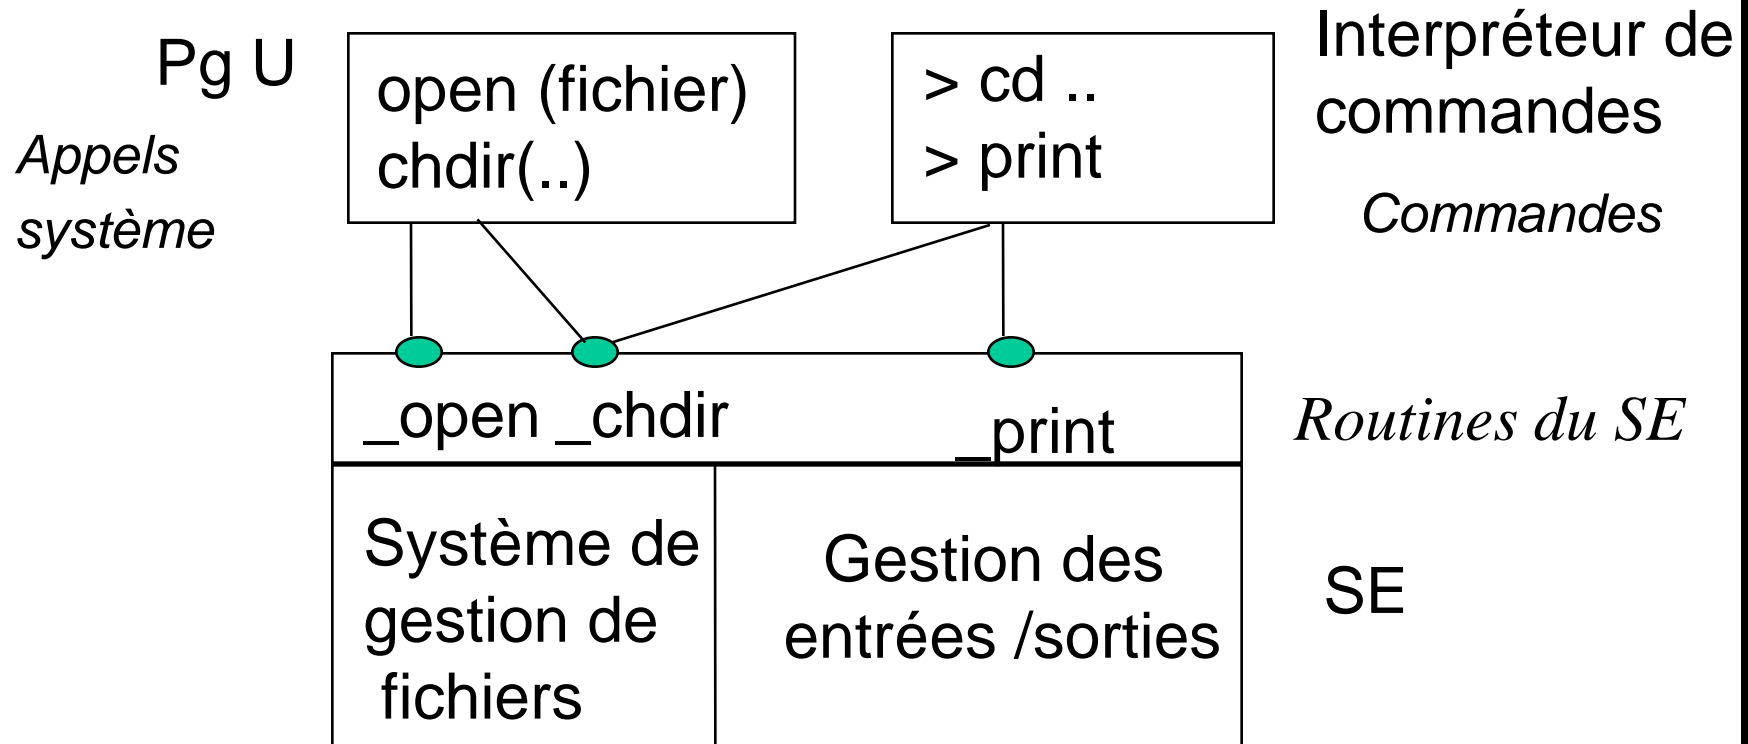 Pg U
Appels
système
open (fichier)
chdir(..)
> cd ..
> print
Interpréteur de
commandes
Commandes
_open _chdir
_print
Routines du SE
Système de
gestion de
fichiers
Gestion des
entrées /sorties
SE